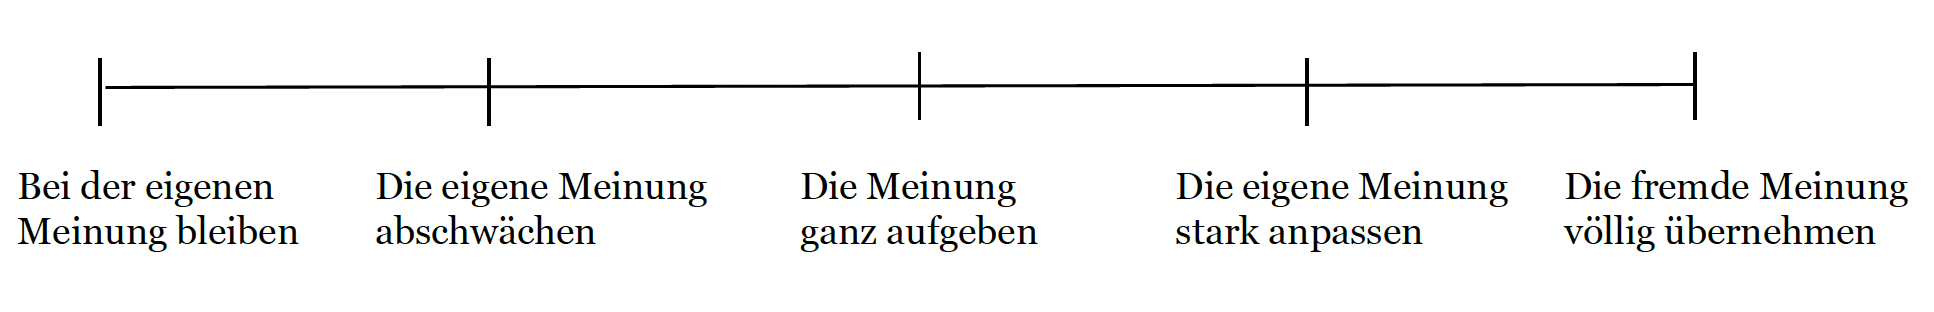 Bei der eigenen
Meinung bleiben
Die eigene Meinung
abschwächen
Die Meinung
ganz aufgeben
Die eigene Meinung
stark anpassen
Die fremde Meinung
völlig übernehmen